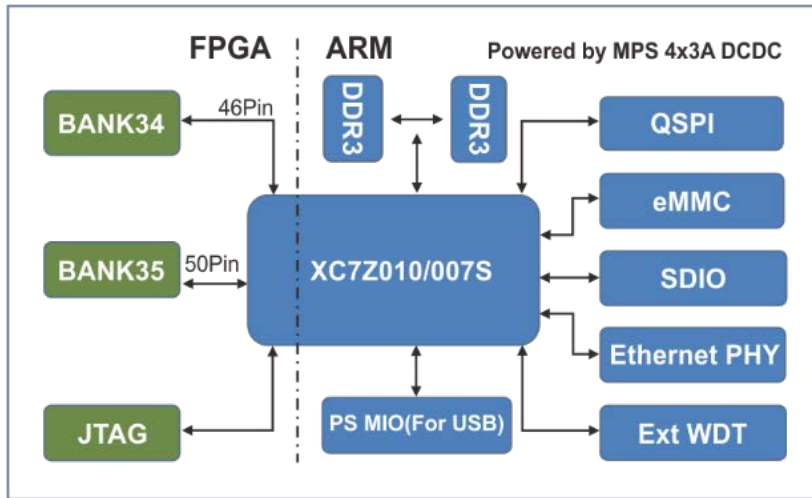 FPGA
ARM
Powered by MPS 4x3A DCDC
BANK34
46Pin
DDR3
DDR3
QSPI
eMMC
BANK35
50Pin
XC7Z010/007S
SDIO
Ethernet PHY
JTAG
PS MIO(For USB)
Ext WDT